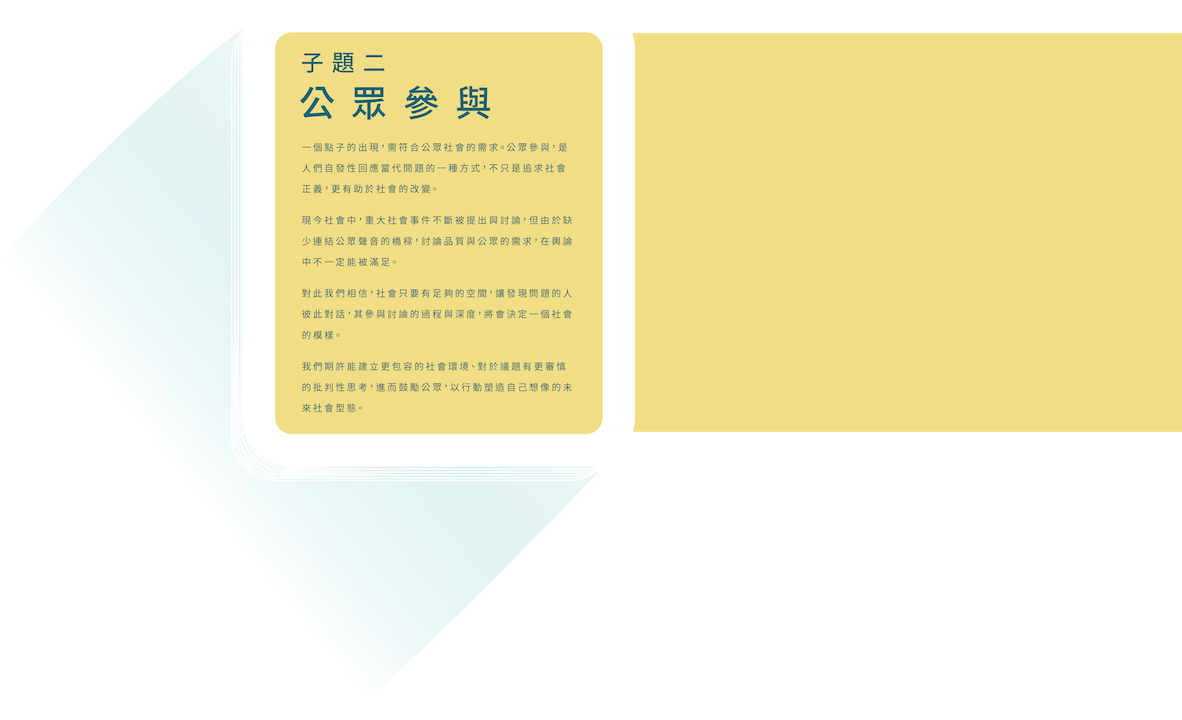 子題二
公眾參與
一個點子的出現，需符合公眾社會的需求。公眾參與，是
人們自發性回應當代問題的一種方式，不只是追求社會
正義，更有助於社會的改變。
現今社會中，重大社會事件不斷被提出與討論，但由於缺
少連結公眾聲音的橋樑，討論品質與公眾的需求，在輿論
中不一定能被滿足。
對此我們相信，社會只要有足夠的空間，讓發現問題的人
彼此對話，其參與討論的過程與深度，將會決定一個社會
的模樣。
我們期許能建立更包容的社會環境、對於議題有更審慎
的批判性思考，進而鼓勵公眾，以行動塑造自己想像的未
來社會型態。